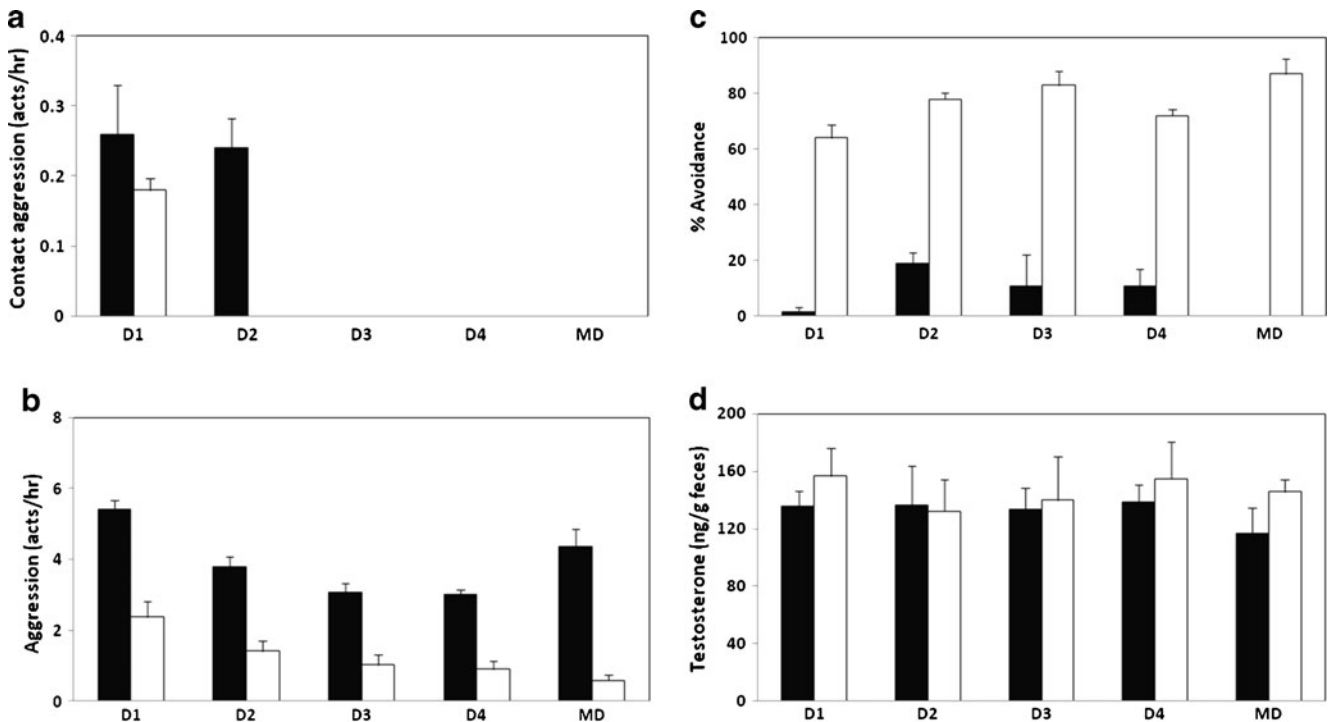 a
Contact aggression (acts/hr)
0.4
0.3
0.2
0.1
0
D1 D2 D3 D4 MD
b
Aggression (acts/hr)
8
6
4
2
0
D1 D2 D3 D4 MD
c
% Avoidance
100
80
60
40
20
0
D1 D2 D3 D4 MD
d
Testosterone (ng/g feces)
200
160
120
80
40
0
D1 D2 D3 D4 MD